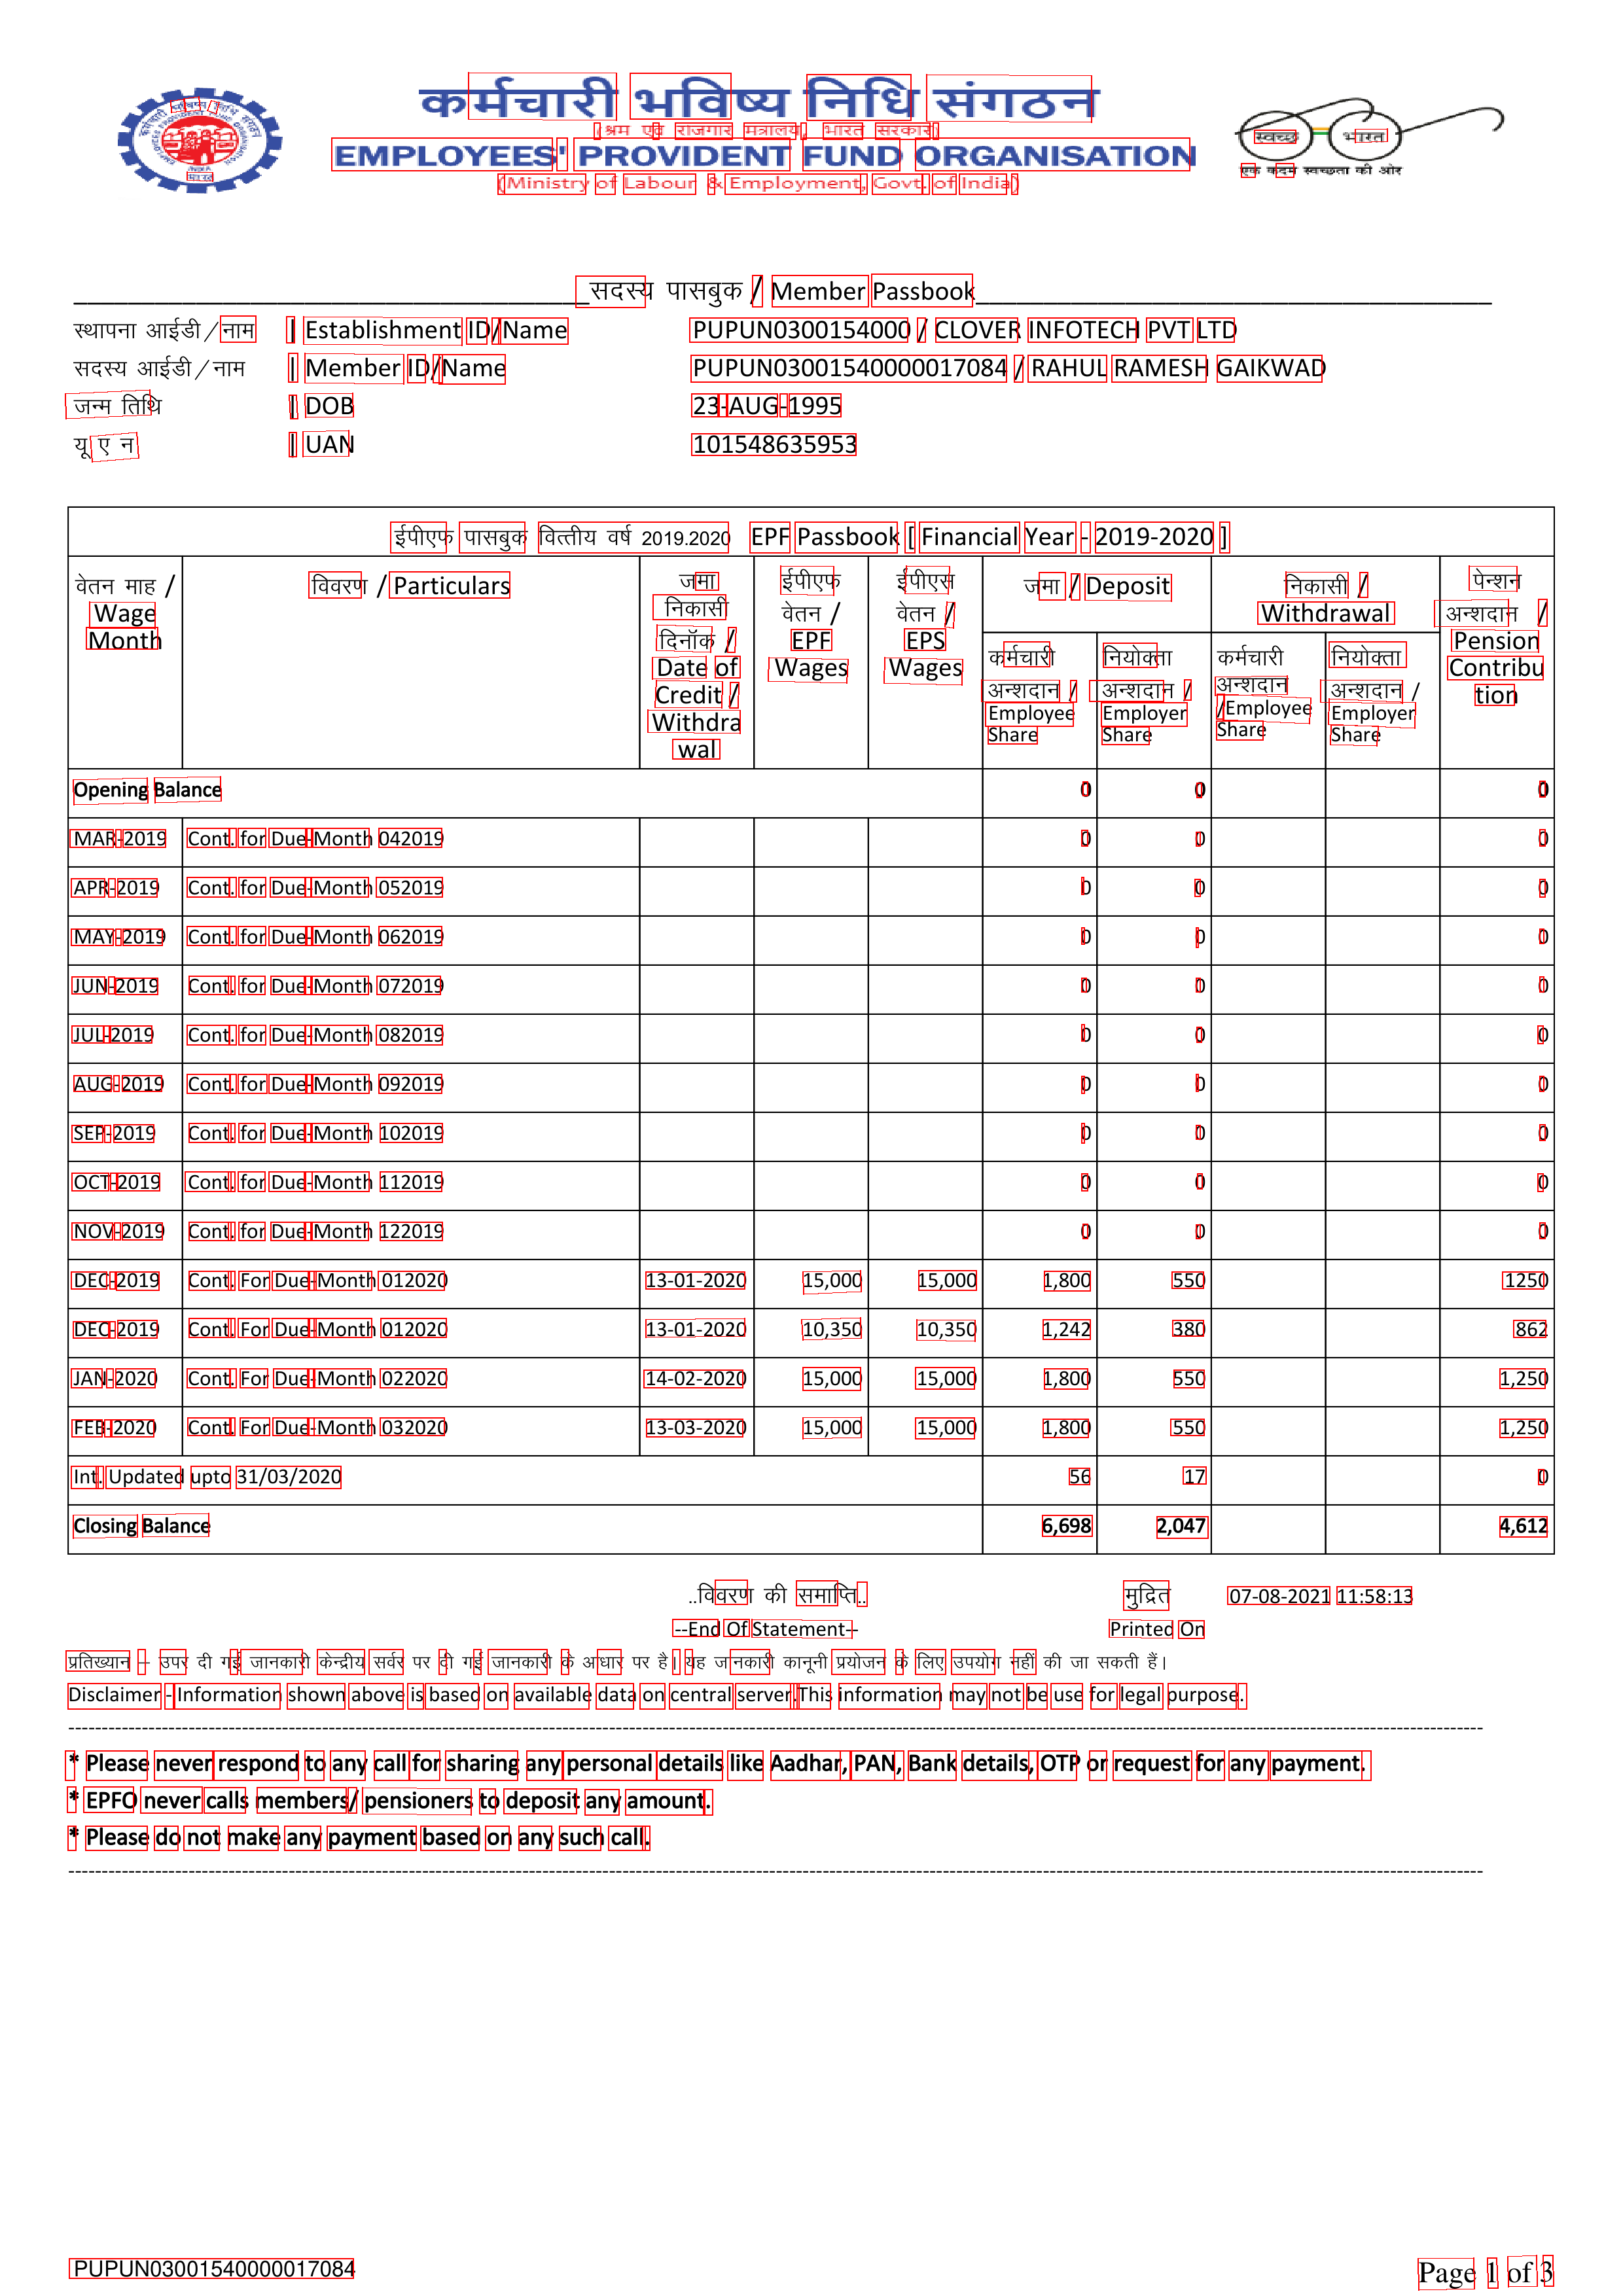 कर्मचारी भविष्य निधि संगठन
(श्रम एवं रोजगार मंत्रालय, भारत सरकार)
EMPLOYEES' PROVIDENT FUND ORGANISATION
(Ministry of Labour & Employment, Govt. of India)
स्वच्छ भारत
एक कदम स्वच्छता की ओर
सदस्य पासबुक / Member Passbook
स्थापना आईडी/नाम | Establishment ID/Name PUPUN0300154000 / CLOVER INFOTECH PVT LTD
सदस्य आईडी/नाम | Member ID/Name PUPUN03001540000017084 / RAHUL RAMESH GAIKWAD
जन्म तिथि | DOB 23-AUG-1995
यू ए न | UAN 101548635953
ईपीएफ पासबुक वित्तीय वर्ष 2019.2020 EPF Passbook [ Financial Year - 2019-2020 ]
वेतन माह / Wage Month
विवरण / Particulars
जमा निकासी दिनॉक / Date of Credit / Withdrawal
ईपीएफ वेतन / EPF Wages
ईपीएस वेतन / EPS Wages
जमा / Deposit
निकासी / Withdrawal
पेन्शन अन्शदान / Pension Contribution
कर्मचारी अन्शदान / Employee Share
नियोक्ता अन्शदान / Employer Share
कर्मचारी अन्शदान /Employee Share
नियोक्ता अन्शदान / Employer Share
Opening Balance 0 0 0
MAR-2019 Cont. for Due-Month 042019 0 0 0
APR-2019 Cont. for Due-Month 052019 0 0 0
MAY-2019 Cont. for Due-Month 062019 0 0 0
JUN-2019 Cont. for Due-Month 072019 0 0 0
JUL-2019 Cont. for Due-Month 082019 0 0 0
AUG-2019 Cont. for Due-Month 092019 0 0 0
SEP-2019 Cont. for Due-Month 102019 0 0 0
OCT-2019 Cont. for Due-Month 112019 0 0 0
NOV-2019 Cont. for Due-Month 122019 0 0 0
DEC-2019 Cont. For Due-Month 012020 13-01-2020 15,000 15,000 1,800 550 1250
DEC-2019 Cont. For Due-Month 012020 13-01-2020 10,350 10,350 1,242 380 862
JAN-2020 Cont. For Due-Month 022020 14-02-2020 15,000 15,000 1,800 550 1,250
FEB-2020 Cont. For Due-Month 032020 13-03-2020 15,000 15,000 1,800 550 1,250
Int. Updated upto 31/03/2020 56 17 0
Closing Balance 6,698 2,047 4,612
..विवरण की समाप्ति.. मुद्रित 07-08-2021 11:58:13
--End Of Statement-- Printed On
प्रतिख्यान – उपर दी गई जानकारी केन्द्रीय सर्वर पर दी गई जानकारी के आधार पर है। यह जानकारी कानूनी प्रयोजन के लिए उपयोग नहीं की जा सकती हैं।
Disclaimer - Information shown above is based on available data on central server.This information may not be use for legal purpose.
* Please never respond to any call for sharing any personal details like Aadhar, PAN, Bank details, OTP or request for any payment.
* EPFO never calls members/ pensioners to deposit any amount.
* Please do not make any payment based on any such call.
PUPUN03001540000017084 Page 1 of 3